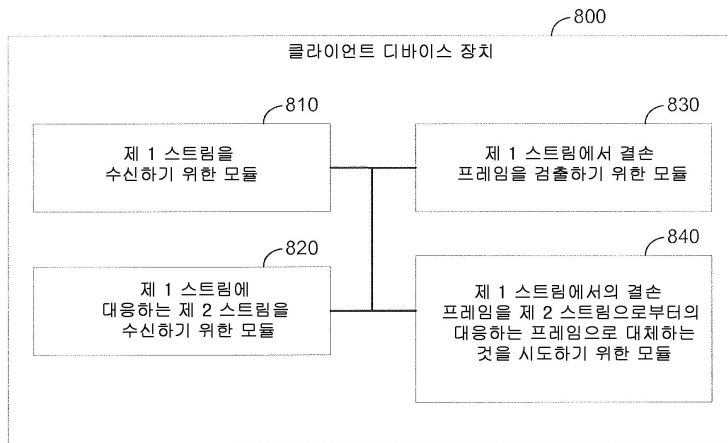 800
클라이언트 디바이스 장치
810
제 1 스트림을
수신하기 위한 모듈
830
제 1 스트림에서 결손
프레임을 검출하기 위한 모듈
820
제 1 스트림에
대응하는 제 2 스트림을
수신하기 위한 모듈
840
제 1 스트림에서의 결손
프레임을 제 2 스트림으로부터의
대응하는 프레임으로 대체하는
것을 시도하기 위한 모듈